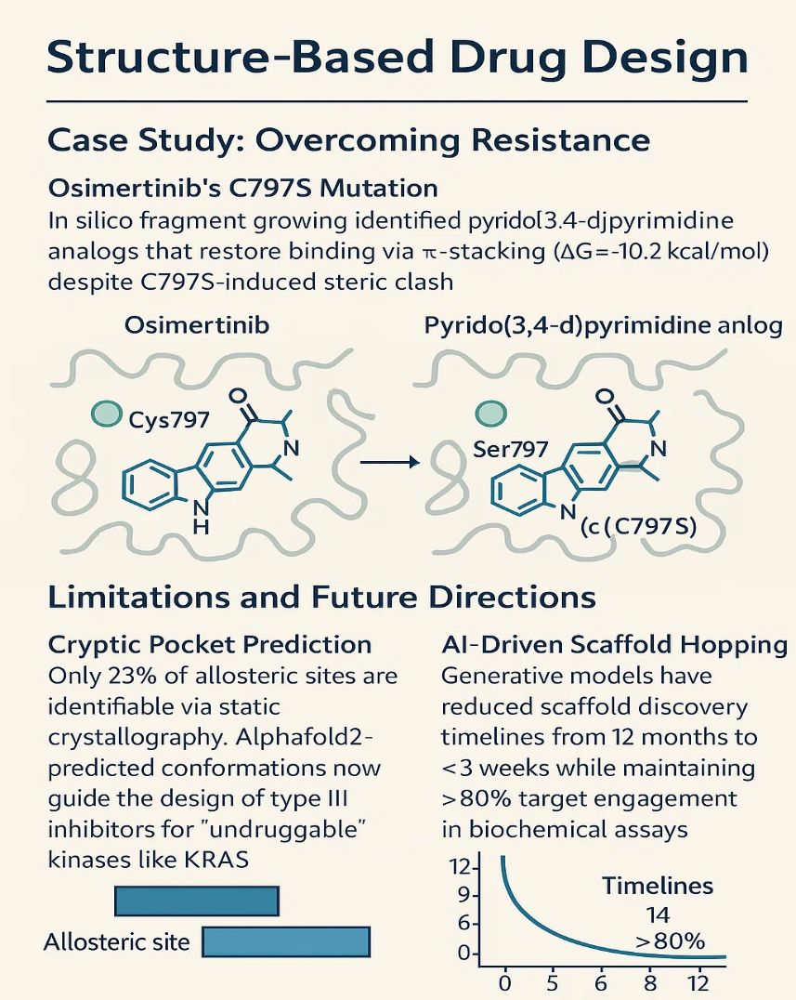 Structure-Based Drug Design
Case Study: Overcoming Resistance
Osimertinib's C797S Mutation
In silico fragment growing identified pyrido[3.4-djpyrimidine
analogs that restore binding via π-stacking (ΔG=-10.2 kcal/mol)
despite C797S-induced steric clash
Osimertinib
Cys797
O
N
N
H
Pyrido(3,4-d)pyrimidine anlog
Ser797
O
N
N
(c(C797S)
Limitations and Future Directions
Cryptic Pocket Prediction
Only 23% of allosteric sites are
identifiable via static
crystallography. Alphafold2-
predicted conformations now
guide the design of type III
inhibitors for "undruggable"
kinases like KRAS
Allosteric site
AI-Driven Scaffold Hopping
Generative models have
reduced scaffold discovery
timelines from 12 months to
<3 weeks while maintaining
>80% target engagement
in biochemical assays
12
9
6
0
Timelines
14
>80%
0 5 6 8 12